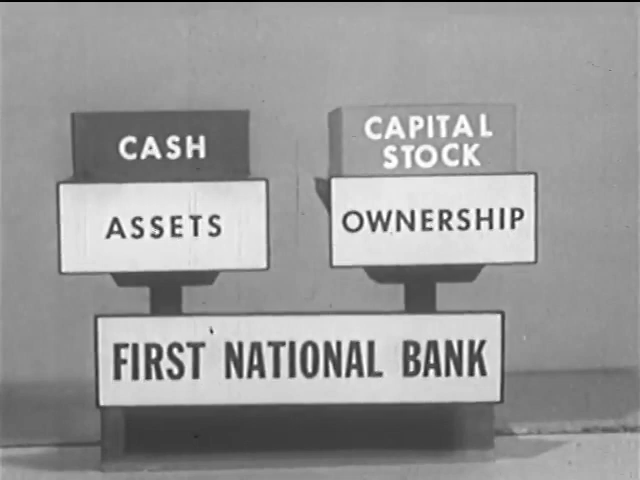 CASH
ASSETS
CAPITAL
STOCK
OWNERSHIP
FIRST NATIONAL BANK